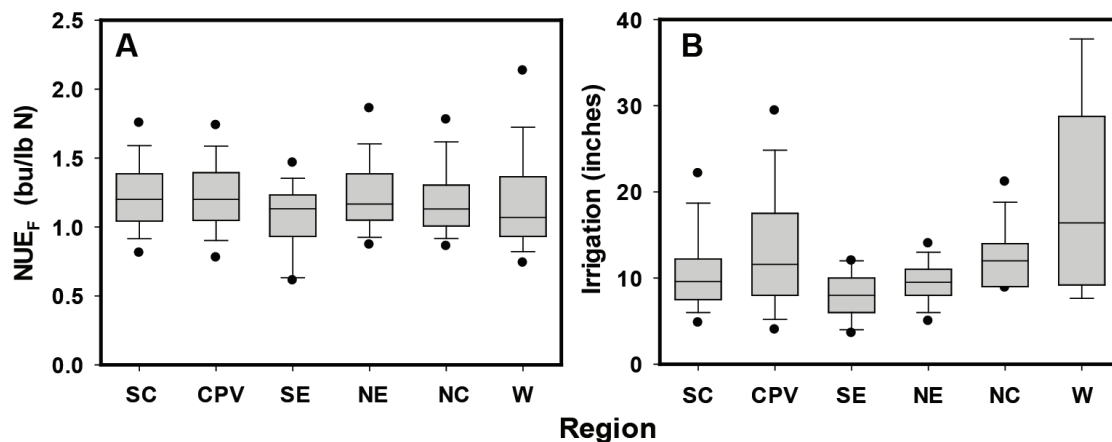 A
NUE_F (bu/lb N)
2.5
2.0
1.5
1.0
0.5
0.0
SC CPV SE NE NC W
B
Irrigation (inches)
40
30
20
10
0
SC CPV SE NE NC W
Region